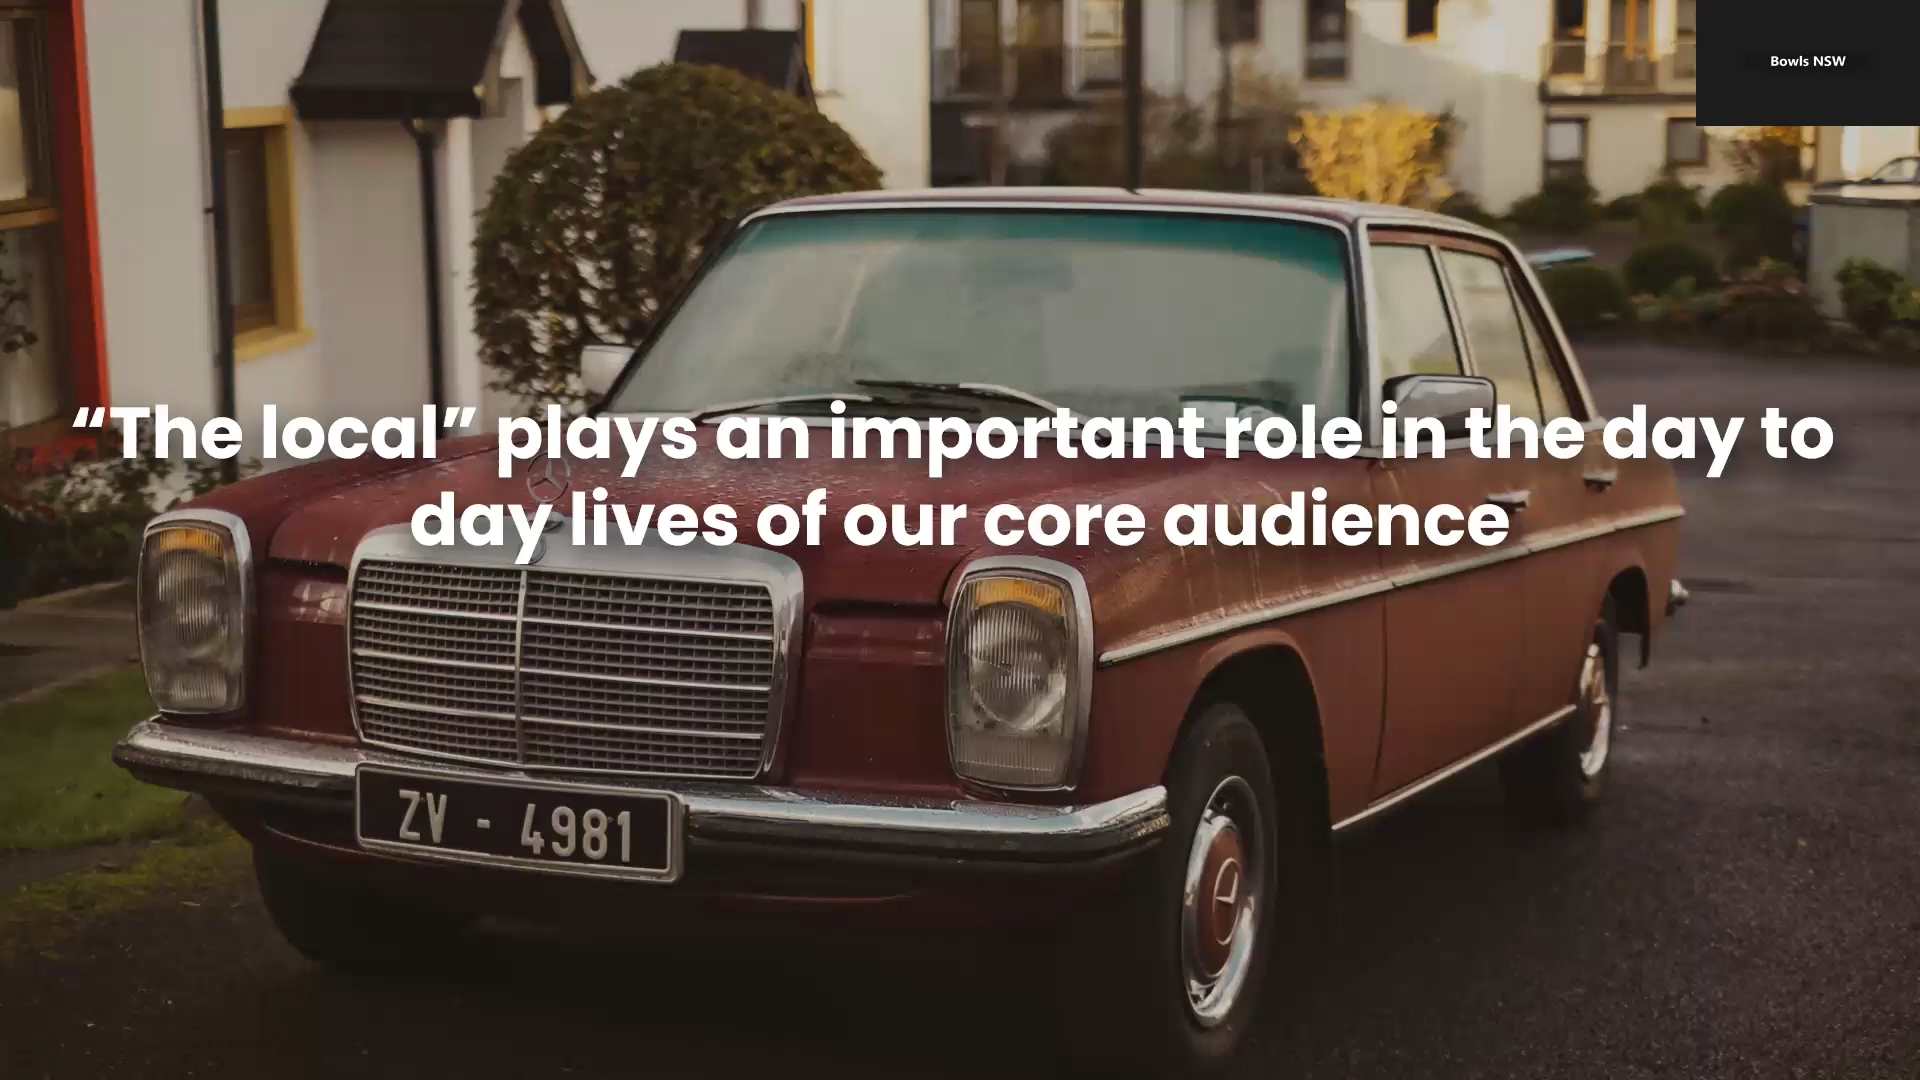 Bowls NSW
“The local” plays an important role in the day to
day lives of our core audience
ZV - 4981